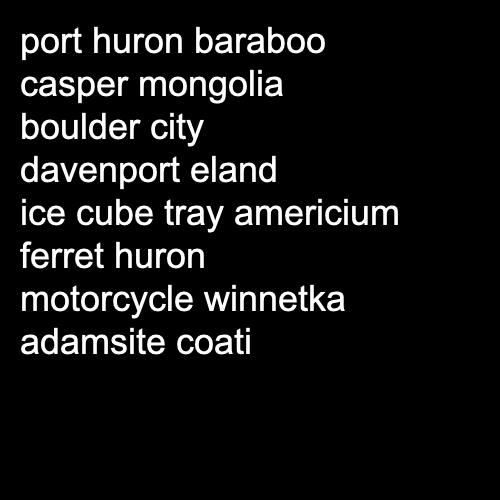 port huron baraboo
casper mongolia
boulder city
davenport eland
ice cube tray americium
ferret huron
motorcycle winnetka
adamsite coati